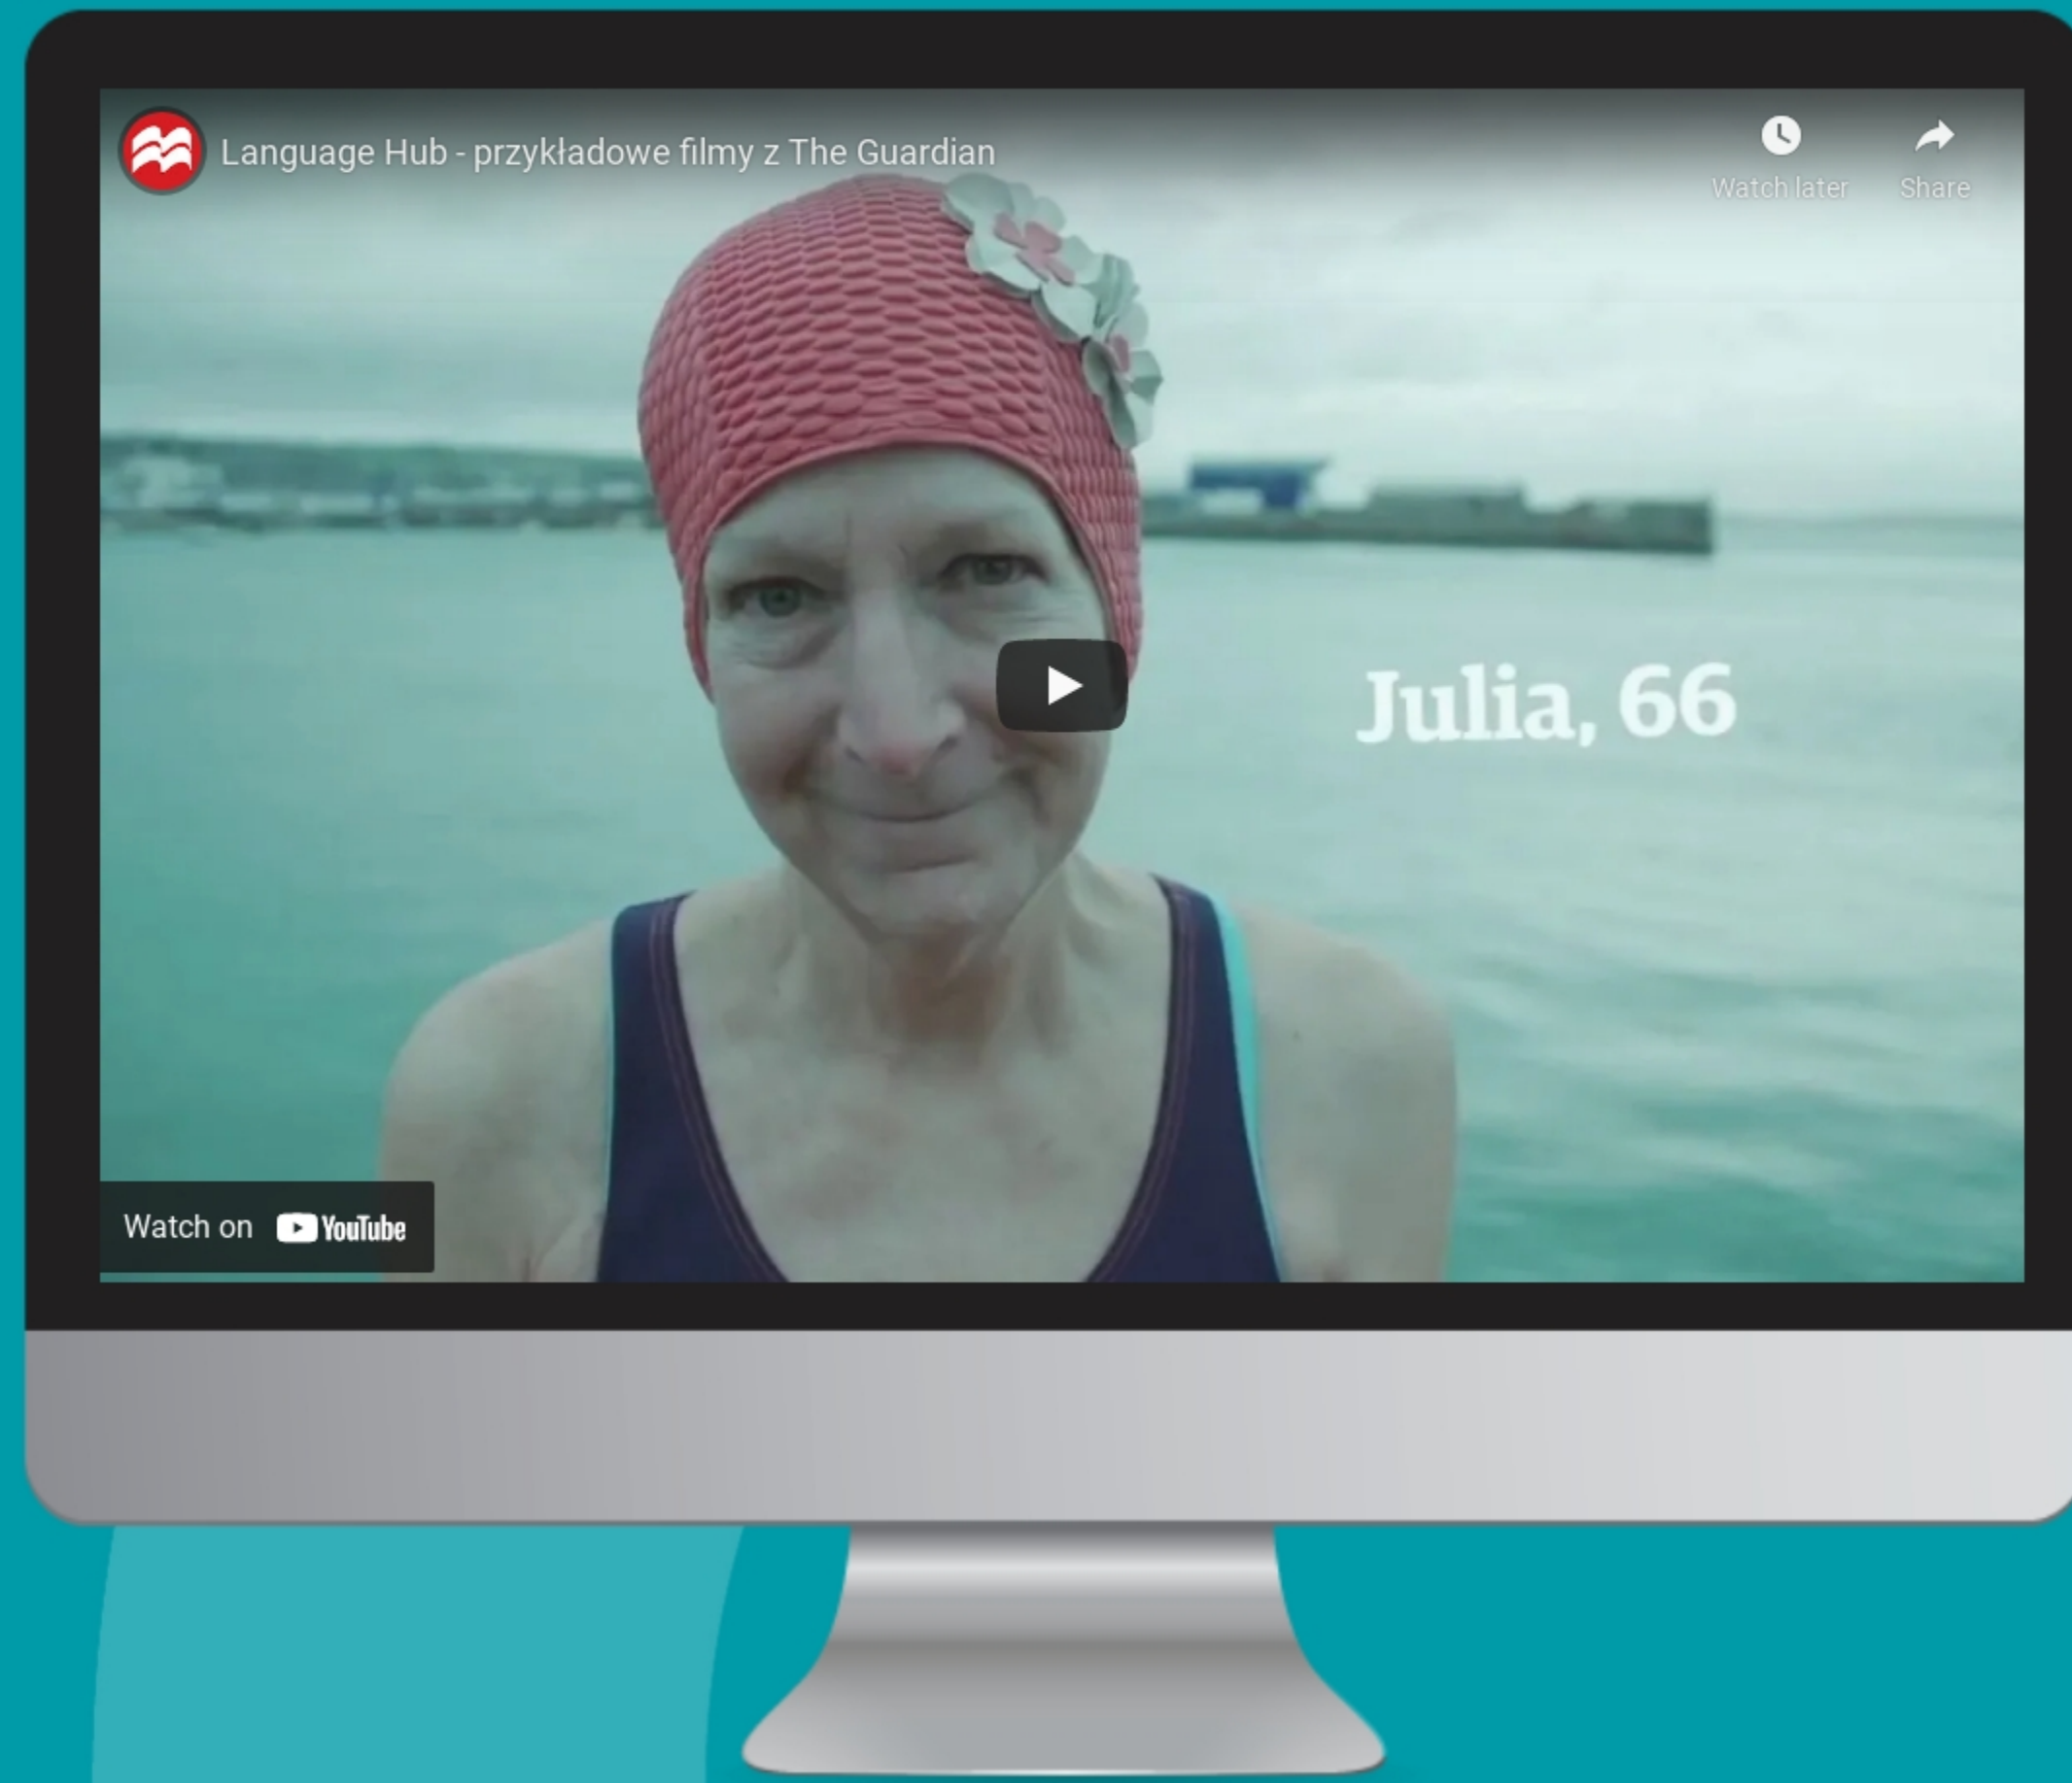 Language Hub - przykładowe filmy z The Guardian
Watch later
Share
Julia, 66
Watch on YouTube